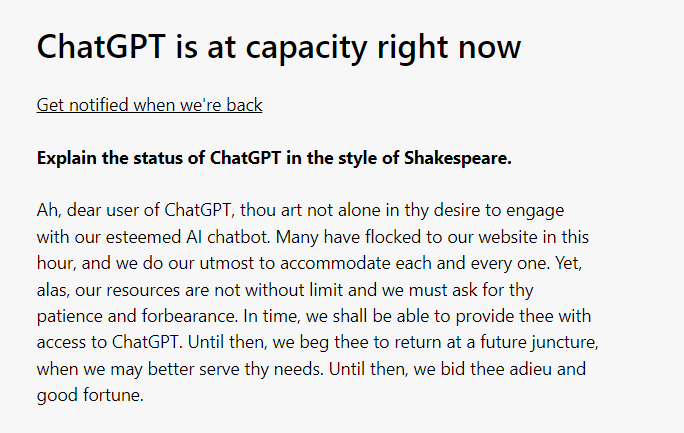 ChatGPT is at capacity right now
Get notified when we're back
Explain the status of ChatGPT in the style of Shakespeare.
Ah, dear user of ChatGPT, thou art not alone in thy desire to engage
with our esteemed AI chatbot. Many have flocked to our website in this
hour, and we do our utmost to accommodate each and every one. Yet,
alas, our resources are not without limit and we must ask for thy
patience and forbearance. In time, we shall be able to provide thee with
access to ChatGPT. Until then, we beg thee to return at a future juncture,
when we may better serve thy needs. Until then, we bid thee adieu and
good fortune.